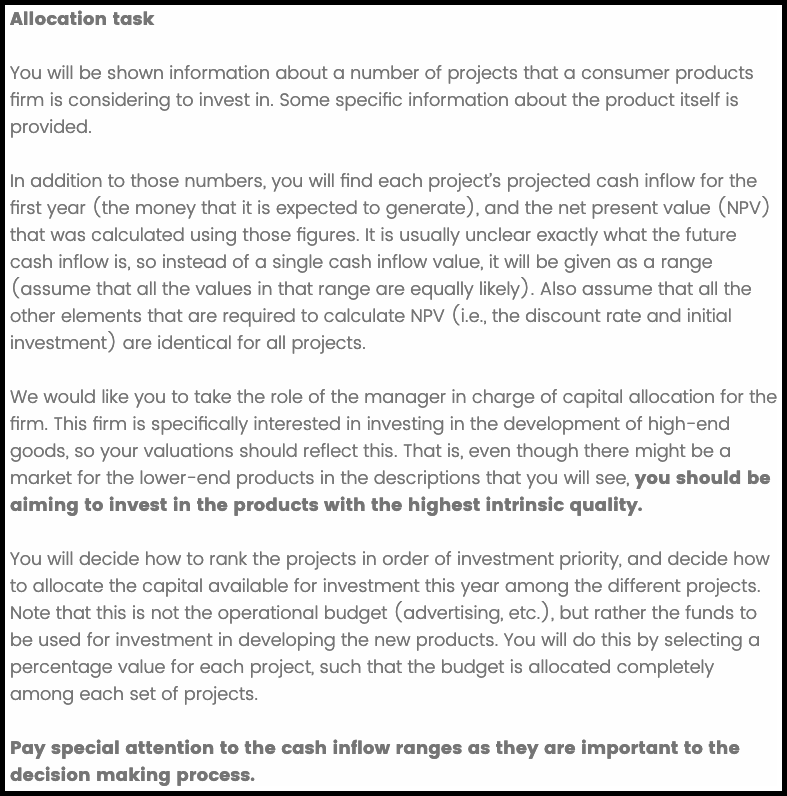 Allocation task
You will be shown information about a number of projects that a consumer products
firm is considering to invest in. Some specific information about the product itself is
provided.
In addition to those numbers, you will find each project's projected cash inflow for the
first year (the money that it is expected to generate), and the net present value (NPV)
that was calculated using those figures. It is usually unclear exactly what the future
cash inflow is, so instead of a single cash inflow value, it will be given as a range
(assume that all the values in that range are equally likely). Also assume that all the
other elements that are required to calculate NPV (i.e., the discount rate and initial
investment) are identical for all projects.
We would like you to take the role of the manager in charge of capital allocation for the
firm. This firm is specifically interested in investing in the development of high-end
goods, so your valuations should reflect this. That is, even though there might be a
market for the lower-end products in the descriptions that you will see, you should be
aiming to invest in the products with the highest intrinsic quality.
You will decide how to rank the projects in order of investment priority, and decide how
to allocate the capital available for investment this year among the different projects.
Note that this is not the operational budget (advertising, etc.), but rather the funds to
be used for investment in developing the new products. You will do this by selecting a
percentage value for each project, such that the budget is allocated completely
among each set of projects.
Pay special attention to the cash inflow ranges as they are important to the
decision making process.